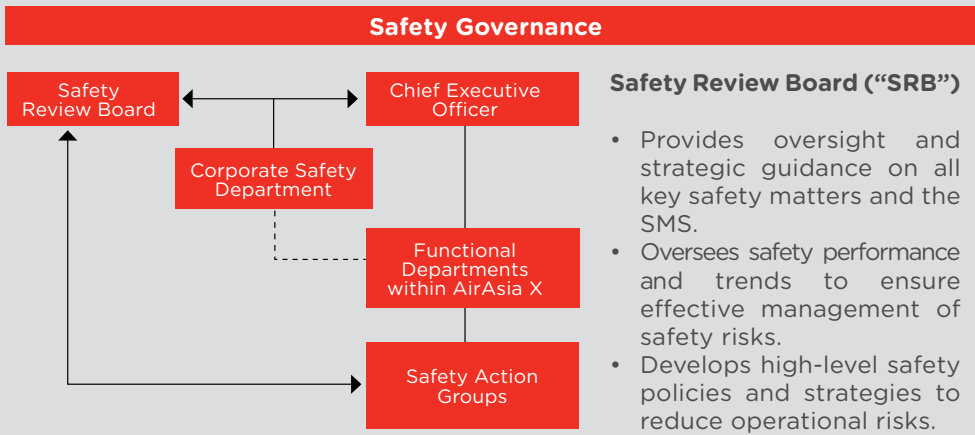 Safety Governance
Safety
Review Board
Chief Executive
Officer
Corporate Safety
Department
Functional
Departments
within AirAsia X
Safety Action
Groups
Safety Review Board (“SRB”)
• Provides oversight and
strategic guidance on all
key safety matters and the
SMS.
• Oversees safety performance
and trends to ensure
effective management of
safety risks.
• Develops high-level safety
policies and strategies to
reduce operational risks.